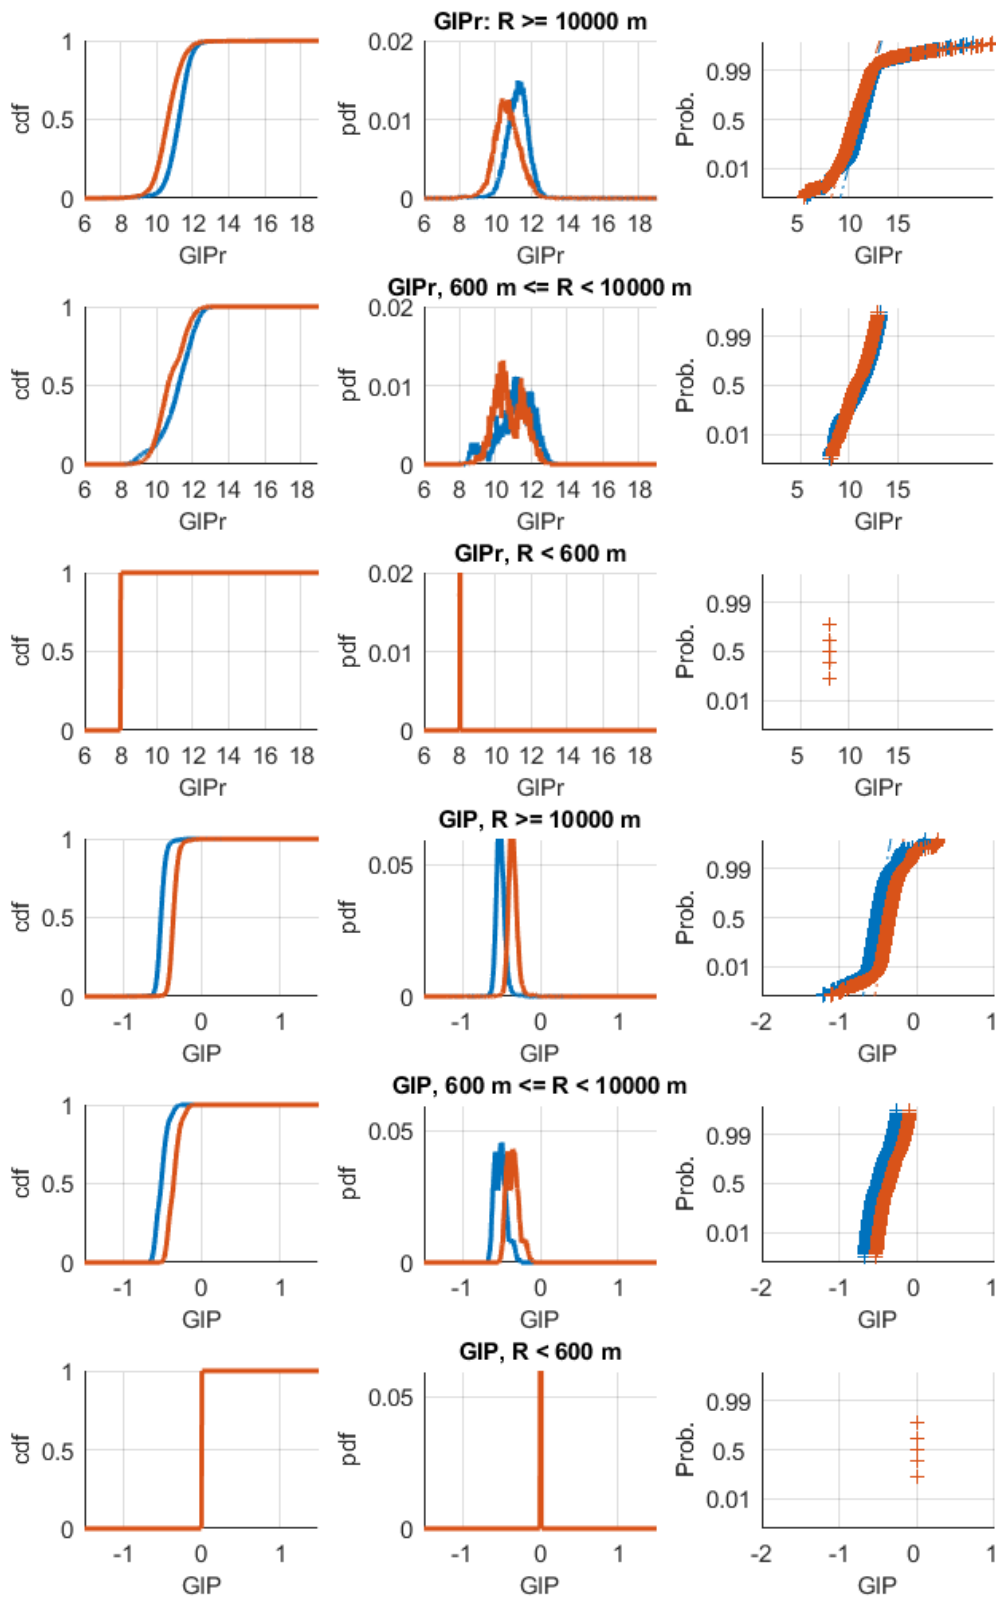 GIPr: R >= 10000 m
1
0.5
0
cdf
6 8 10 12 14 16 18
GIPr
0.02
0.01
0
pdf
6 8 10 12 14 16 18
GIPr
0.99
0.5
0.01
Prob.
5 10 15
GIPr
GIPr, 600 m <= R < 10000 m
1
0.5
0
cdf
6 8 10 12 14 16 18
GIPr
0.02
0.01
0
pdf
6 8 10 12 14 16 18
GIPr
0.99
0.5
0.01
Prob.
5 10 15
GIPr
GIPr, R < 600 m
1
0.5
0
cdf
6 8 10 12 14 16 18
GIPr
0.02
0.01
0
pdf
6 8 10 12 14 16 18
GIPr
0.99
0.5
0.01
Prob.
5 10 15
GIPr
GIP, R >= 10000 m
1
0.5
0
cdf
-1 0 1
GIP
0.05
0
pdf
-1 0 1
GIP
0.99
0.5
0.01
Prob.
-2 -1 0 1
GIP
GIP, 600 m <= R < 10000 m
1
0.5
0
cdf
-1 0 1
GIP
0.05
0
pdf
-1 0 1
GIP
0.99
0.5
0.01
Prob.
-2 -1 0 1
GIP
GIP, R < 600 m
1
0.5
0
cdf
-1 0 1
GIP
0.05
0
pdf
-1 0 1
GIP
0.99
0.5
0.01
Prob.
-2 -1 0 1
GIP